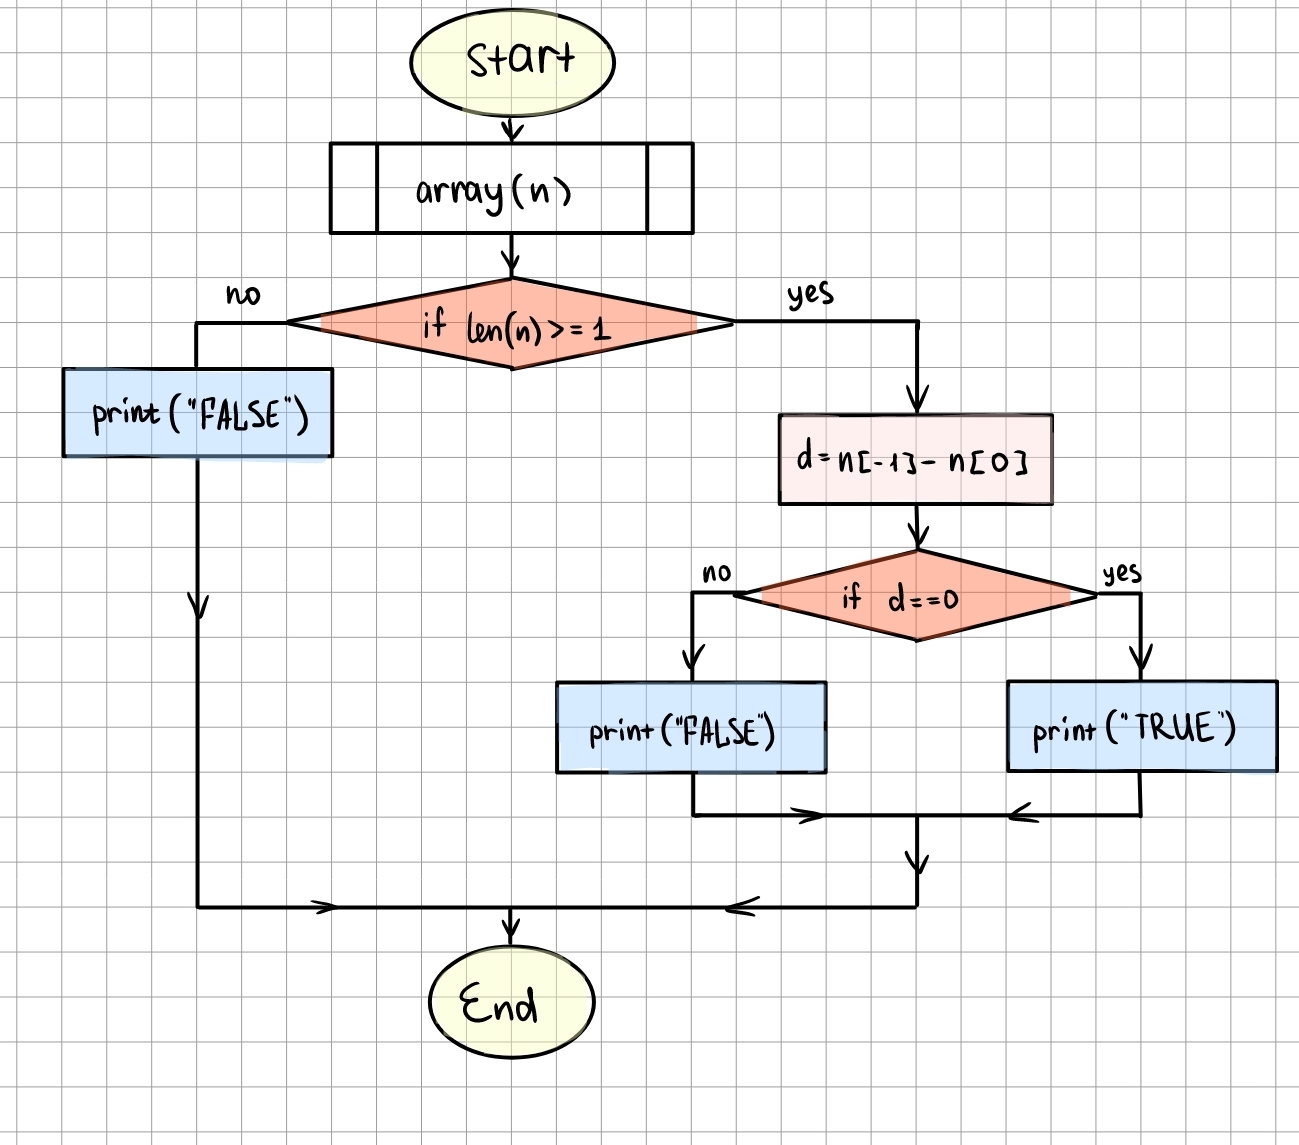 Start
array(n)
if len(n) >= 1
no
yes
print("FALSE")
d=n[-1]-n[0]
if d==0
no
yes
print("FALSE")
print("TRUE")
End